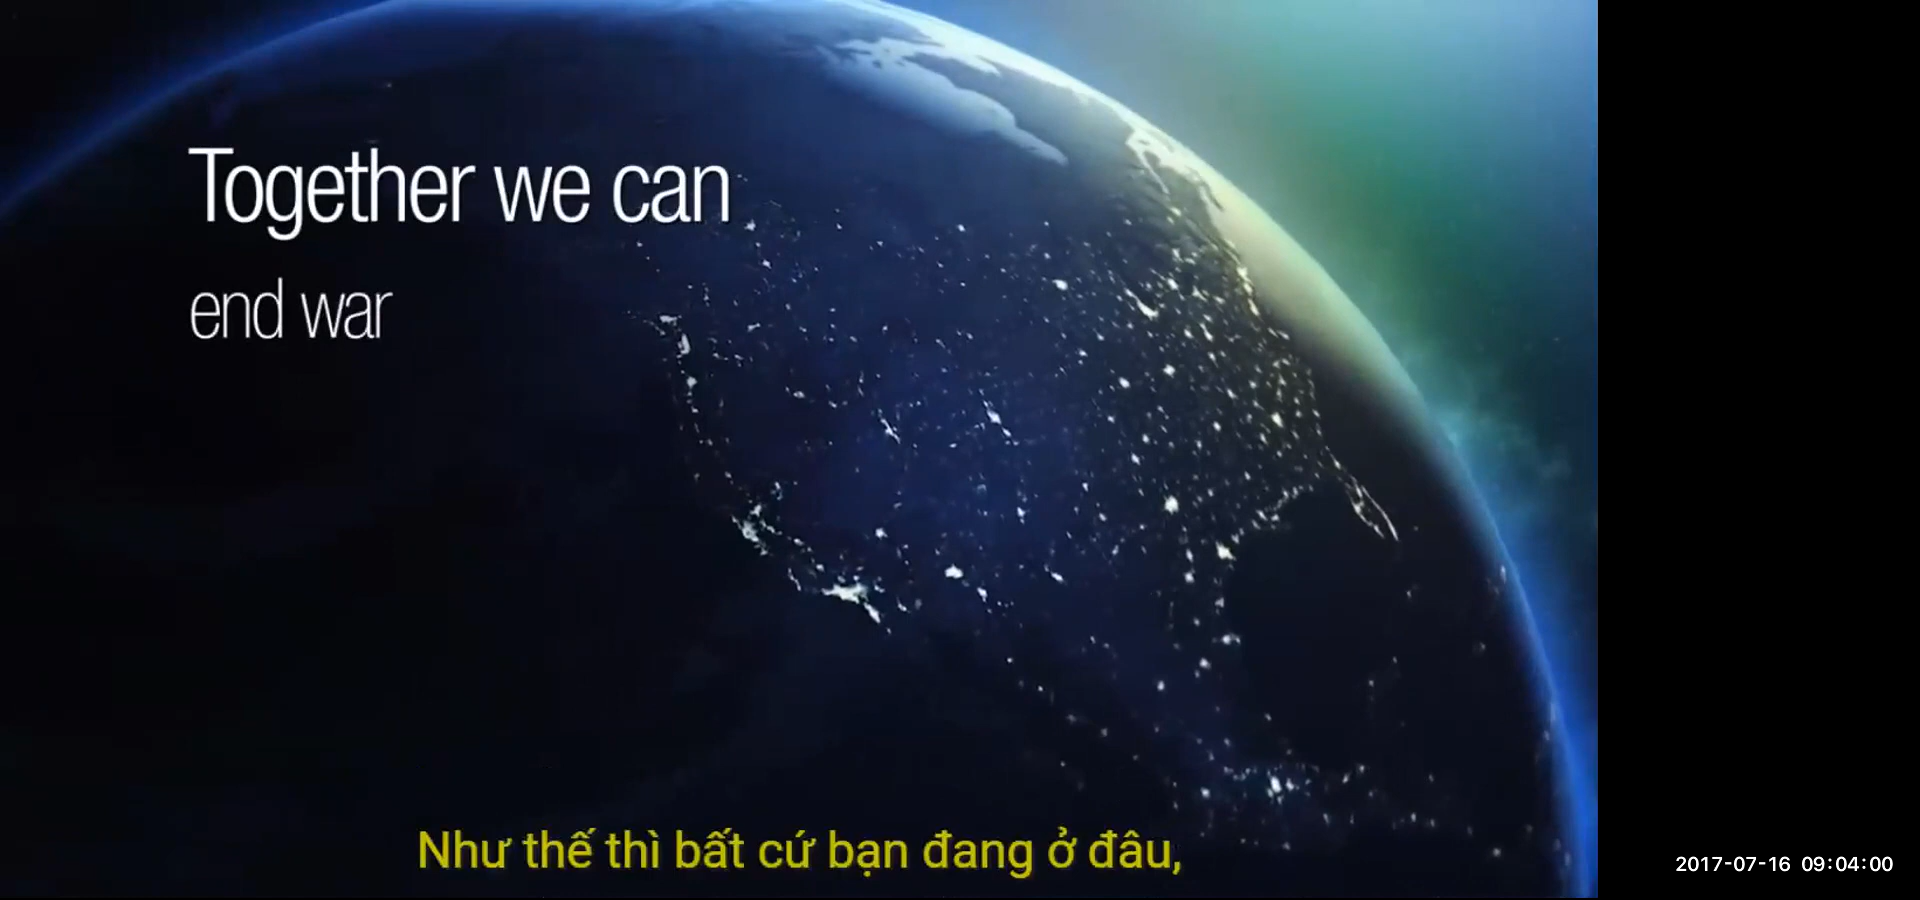 Together we can
end war
Như thế thì bất cứ bạn đang ở đâu,
2017-07-16 09:04:00